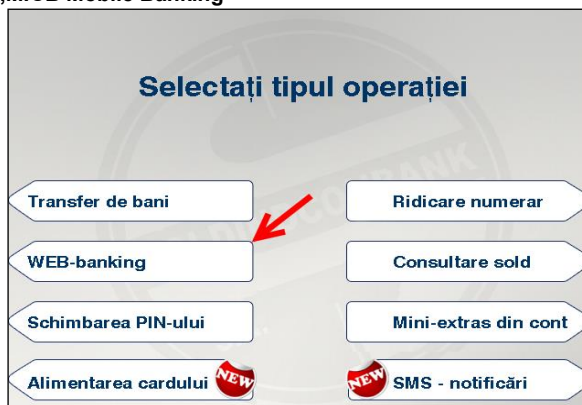 Mobile Banking
Selectați tipul operației
Transfer de bani
Ridicare numerar
WEB-banking
Consultare sold
Schimbarea PIN-ului
Mini-extras din cont
Alimentarea cardului NEW
NEW SMS - notificări